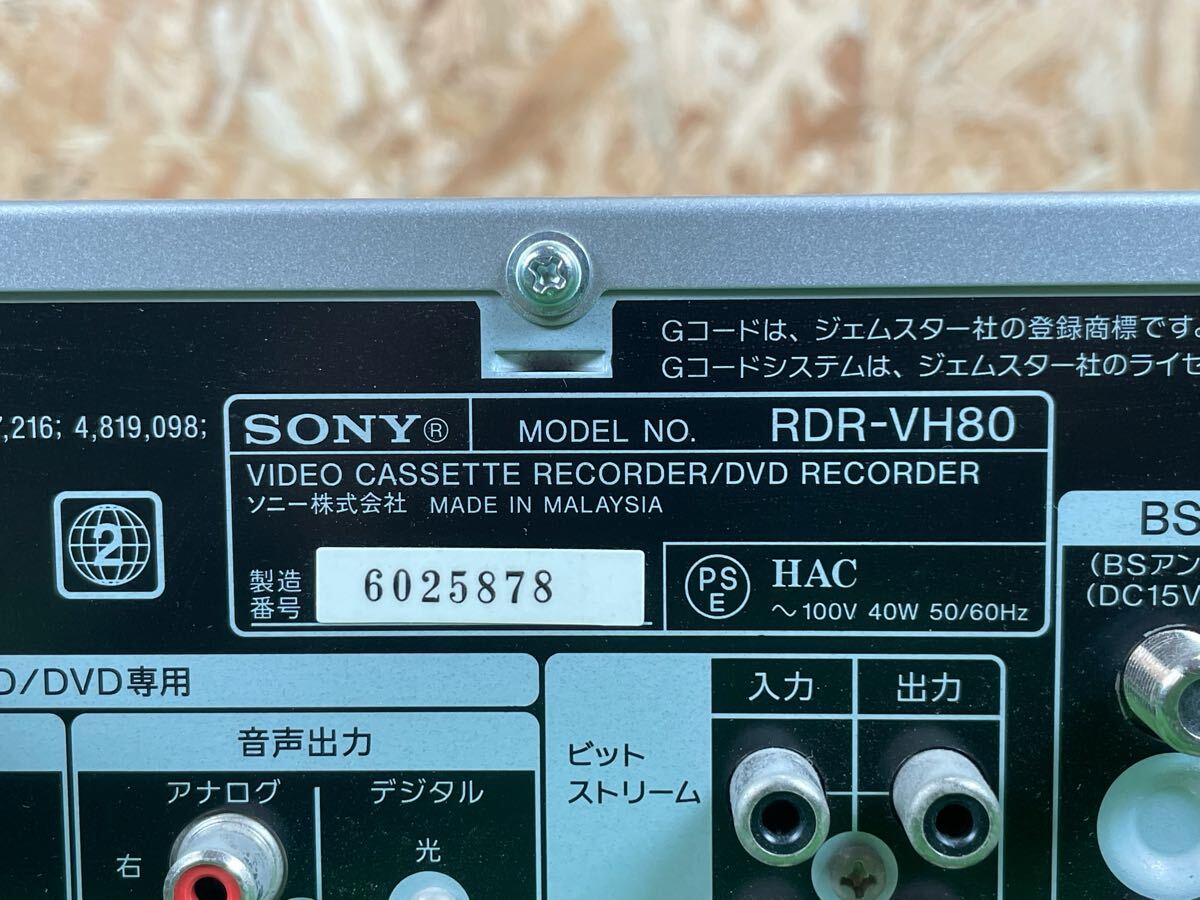 Gコードは、ジェムスター社の登録商標です。
Gコードシステムは、ジェムスター社のライセ
7,216; 4,819,098;
SONY® MODEL NO. RDR-VH80
VIDEO CASSETTE RECORDER/DVD RECORDER
ソニー株式会社 MADE IN MALAYSIA
2
製造番号 6025878
PSE HAC
～100V 40W 50/60Hz
BS
(BSアン
(DC15V
D/DVD専用
音声出力
アナログ デジタル
右 光
ビットストリーム
入力 出力